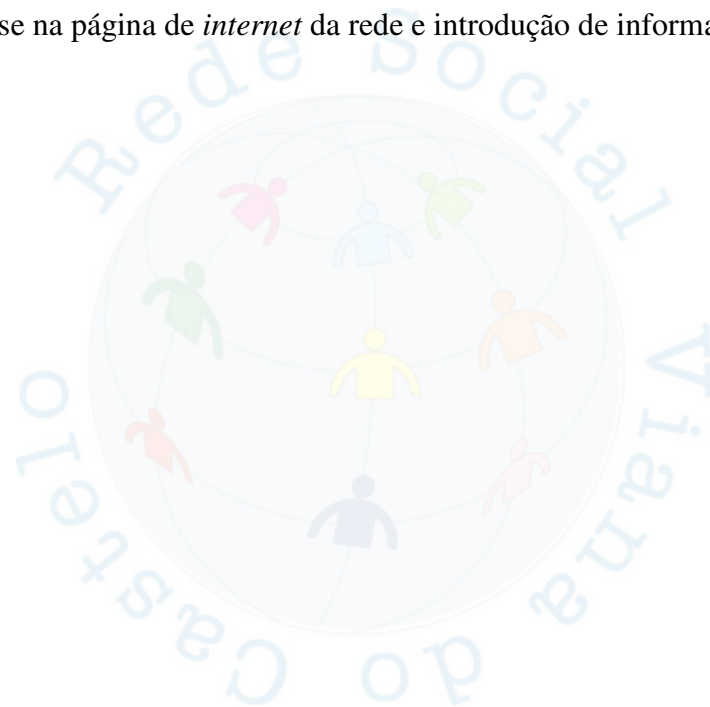 se na página de internet da rede e introdução de informa
Rede Social Viana do Castelo